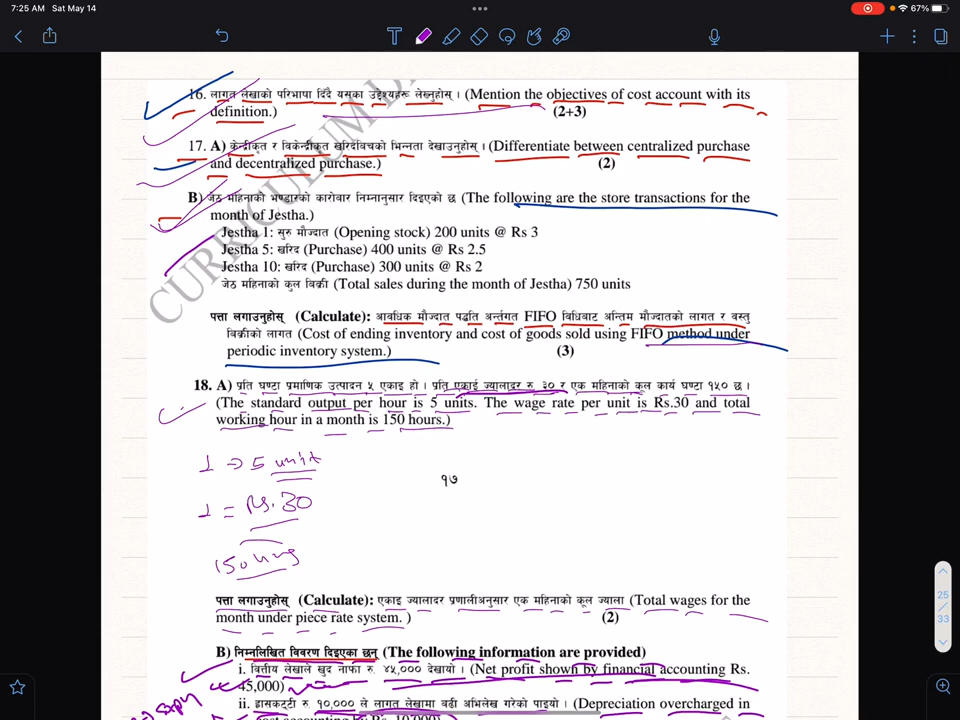 7:25 AM Sat May 14
67%
16. लागत लेखाको परिभाषा दिँदै यसका उद्देश्यहरू लेख्नुहोस् । (Mention the objectives of cost account with its
definition.) (2+3)
17. A) केन्द्रीकृत र विकेन्द्रीकृत खरिदबिचको भिन्नता देखाउनुहोस् । (Differentiate between centralized purchase
and decentralized purchase.) (2)
B) जेठ महिनाको भण्डारको कारोबार निम्नानुसार दिइएको छ (The following are the store transactions for the
month of Jestha.)
Jestha 1: सुरु मौज्दात (Opening stock) 200 units @ Rs 3
Jestha 5: खरिद (Purchase) 400 units @ Rs 2.5
Jestha 10: खरिद (Purchase) 300 units @ Rs 2
जेठ महिनाको कुल बिक्री (Total sales during the month of Jestha) 750 units
CURRICULUM
पत्ता लगाउनुहोस् (Calculate): आवधिक मौज्दात पद्धति अर्न्तगत FIFO विधिबाट अन्तिम मौज्दातको लागत र वस्तु
बिक्रीको लागत (Cost of ending inventory and cost of goods sold using FIFO method under
periodic inventory system.) (3)
18. A) प्रति घण्टा प्रमाणिक उत्पादन ५ एकाइ हो । प्रति एकाई ज्यालादर रु. ३० र एक महिनाको कुल कार्य घण्टा १५० छ ।
(The standard output per hour is 5 units. The wage rate per unit is Rs.30 and total
working hour in a month is 150 hours.)
1 → 5 unit
1 = Rs. 30
१७
150 hrs
पत्ता लगाउनुहोस् (Calculate): एकाइ ज्यालादर प्रणालीअनुसार एक महिनाको कूल ज्याला (Total wages for the
month under piece rate system. ) (2)
B) निम्नलिखित विवरण दिइएका छन् (The following information are provided)
i. वित्तीय लेखाले खुद नाफा रु. ४५,००० देखायो । (Net profit shown by financial accounting Rs.
45,000)
ii. ह्रासकट्टी रु. १०,००० ले लागत लेखामा बढी अभिलेख गरेको पाइयो । (Depreciation overcharged in
cost accounting by Rs. 10,000)
25
33